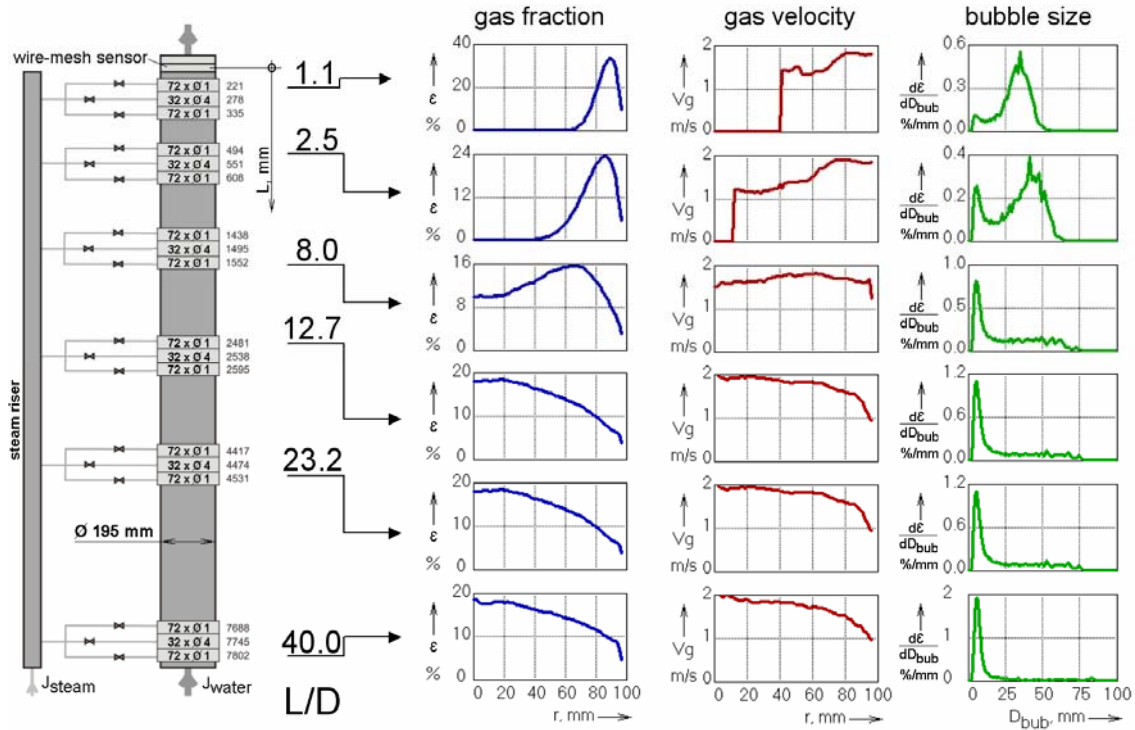 gas fraction
gas velocity
bubble size
wire-mesh sensor
72 x Ø 1 221
32 x Ø 4 278
72 x Ø 1 335
72 x Ø 1 494
32 x Ø 4 551
72 x Ø 1 608
L, mm
72 x Ø 1 1438
32 x Ø 4 1495
72 x Ø 1 1552
72 x Ø 1 2481
32 x Ø 4 2538
72 x Ø 1 2595
72 x Ø 1 4417
32 x Ø 4 4474
72 x Ø 1 4531
Ø 195 mm
72 x Ø 1 7688
32 x Ø 4 7745
72 x Ø 1 7802
steam riser
Jsteam
Jwater
1.1
2.5
8.0
12.7
23.2
40.0
L/D
40
20
ε
%
0
2
1
Vg
m/s
0
0.6
0.3
dε
dDbub
%/mm
0.0
24
12
ε
%
0
2
1
Vg
m/s
0
0.4
0.2
dε
dDbub
%/mm
0.0
16
8
ε
%
0
2
1
Vg
m/s
0
1.0
0.5
dε
dDbub
%/mm
0.0
20
10
ε
%
0
2
1
Vg
m/s
0
1.2
0.6
dε
dDbub
%/mm
0.0
20
10
ε
%
0
2
1
Vg
m/s
0
1.2
0.6
dε
dDbub
%/mm
0.0
20
10
ε
%
0
2
1
Vg
m/s
0
2
1
dε
dDbub
%/mm
0
0 20 40 60 80 100
r, mm
0 20 40 60 80 100
r, mm
0 25 50 75 100
Dbub, mm